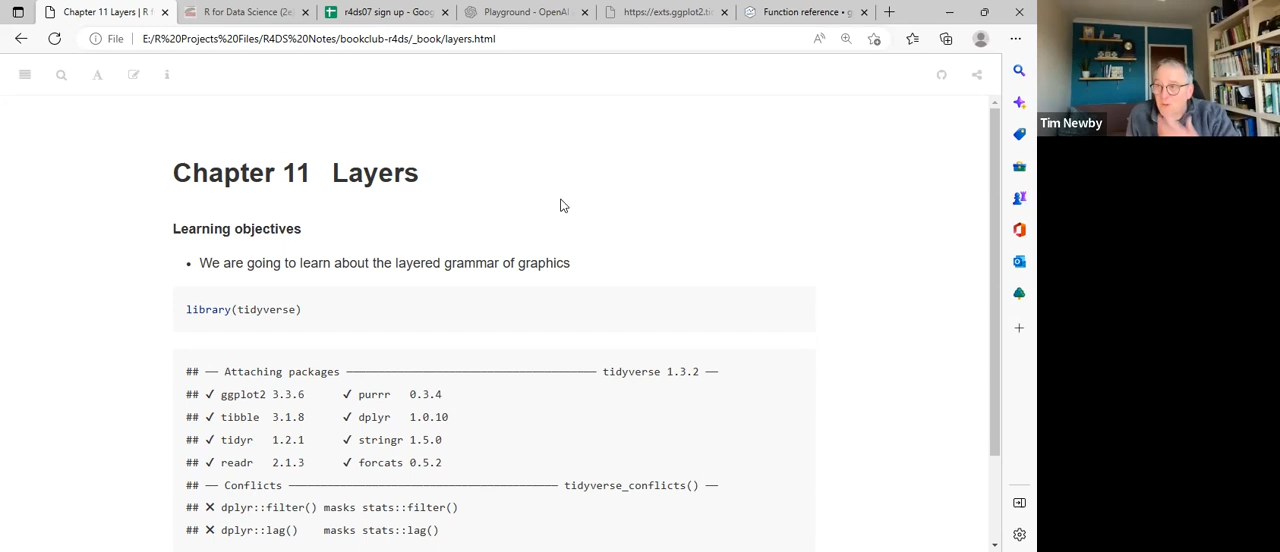 Chapter 11 Layers | R f
R for Data Science (2e
r4ds07 sign up - Goog
Playground - OpenAI
https://exts.ggplot2.ti
Function reference • g
File
E:/R%20Projects%20Files/R4DS%20Notes/bookclub-r4ds/_book/layers.html
Tim Newby
Chapter 11 Layers
Learning objectives
• We are going to learn about the layered grammar of graphics
library(tidyverse)
## ── Attaching packages ─────────────────────────────────────── tidyverse 1.3.2 ──
## ✓ ggplot2 3.3.6 ✓ purrr 0.3.4
## ✓ tibble 3.1.8 ✓ dplyr 1.0.10
## ✓ tidyr 1.2.1 ✓ stringr 1.5.0
## ✓ readr 2.1.3 ✓ forcats 0.5.2
## ── Conflicts ────────────────────────────────────────── tidyverse_conflicts() ──
## ✗ dplyr::filter() masks stats::filter()
## ✗ dplyr::lag() masks stats::lag()